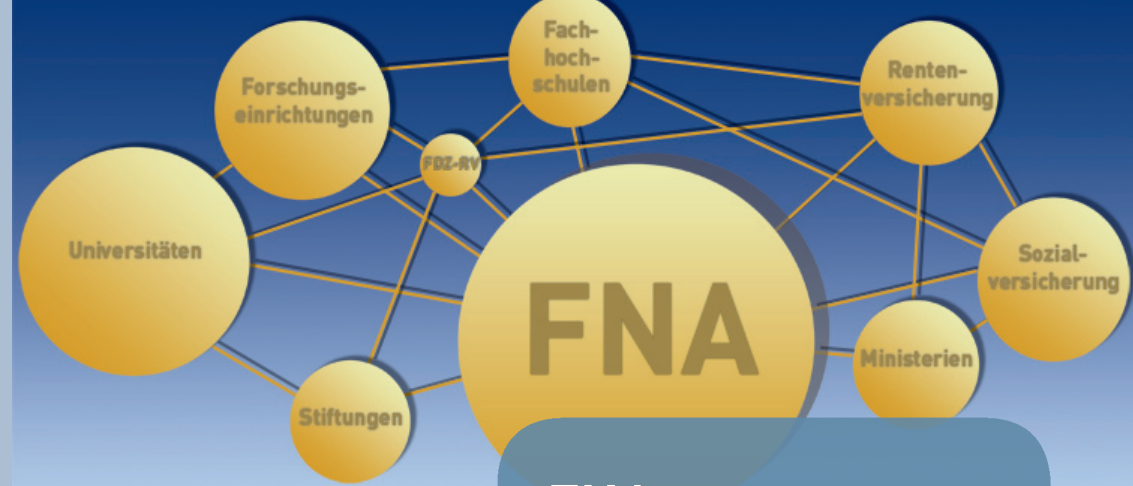 Fach-
hoch-
schulen
Forschungs-
einrichtungen
Renten-
versicherung
FDZ-RV
Universitäten
Sozial-
versicherung
FNA
Ministerien
Stiftungen